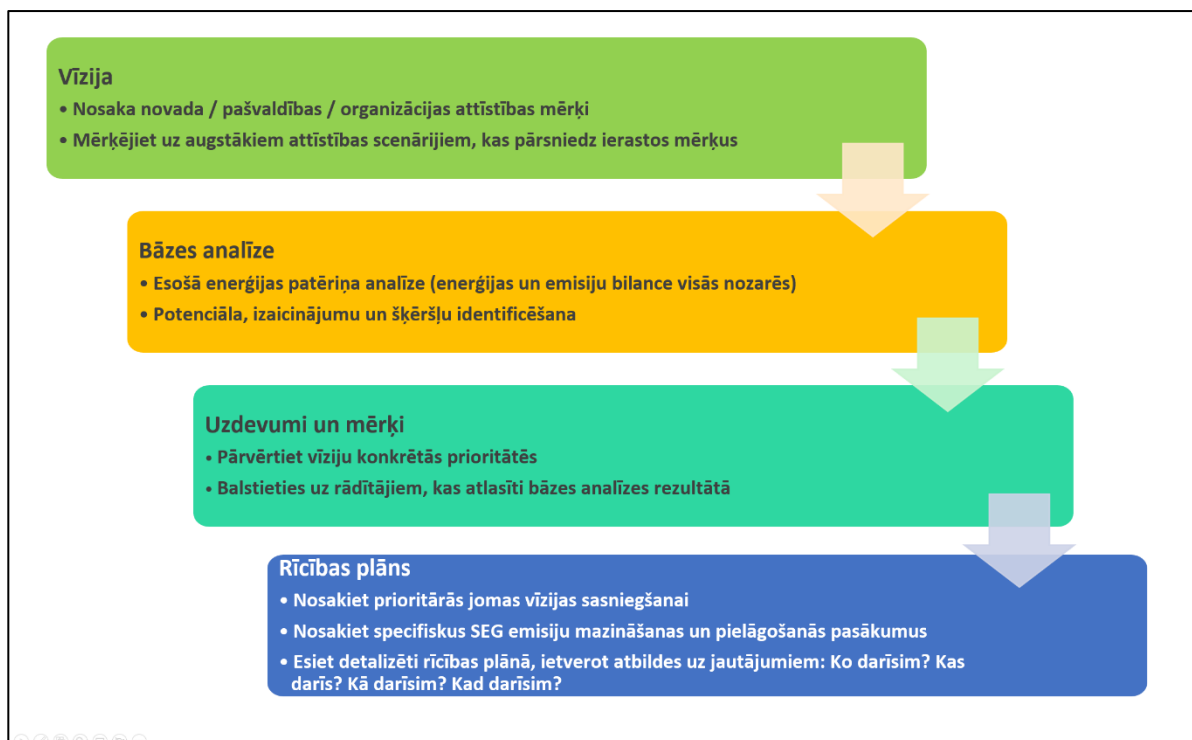 Vīzija
• Nosaka novada / pašvaldības / organizācijas attīstības mērķi
• Mērķējiet uz augstākiem attīstības scenārijiem, kas pārsniedz ierastos mērķus
Bāzes analīze
• Esošā enerģijas patēriņa analīze (enerģijas un emisiju bilance visās nozarēs)
• Potenciāla, izaicinājumu un šķēršļu identificēšana
Uzdevumi un mērķi
• Pārvērtiet vīziju konkrētās prioritātēs
• Balstieties uz rādītājiem, kas atlasīti bāzes analīzes rezultātā
Rīcības plāns
• Nosakiet prioritārās jomas vīzijas sasniegšanai
• Nosakiet specifiskus SEG emisiju mazināšanas un pielāgošanās pasākumus
• Esiet detalizēti rīcības plānā, ietverot atbildes uz jautājumiem: Ko darīsim? Kas
darīs? Kā darīsim? Kad darīsim?